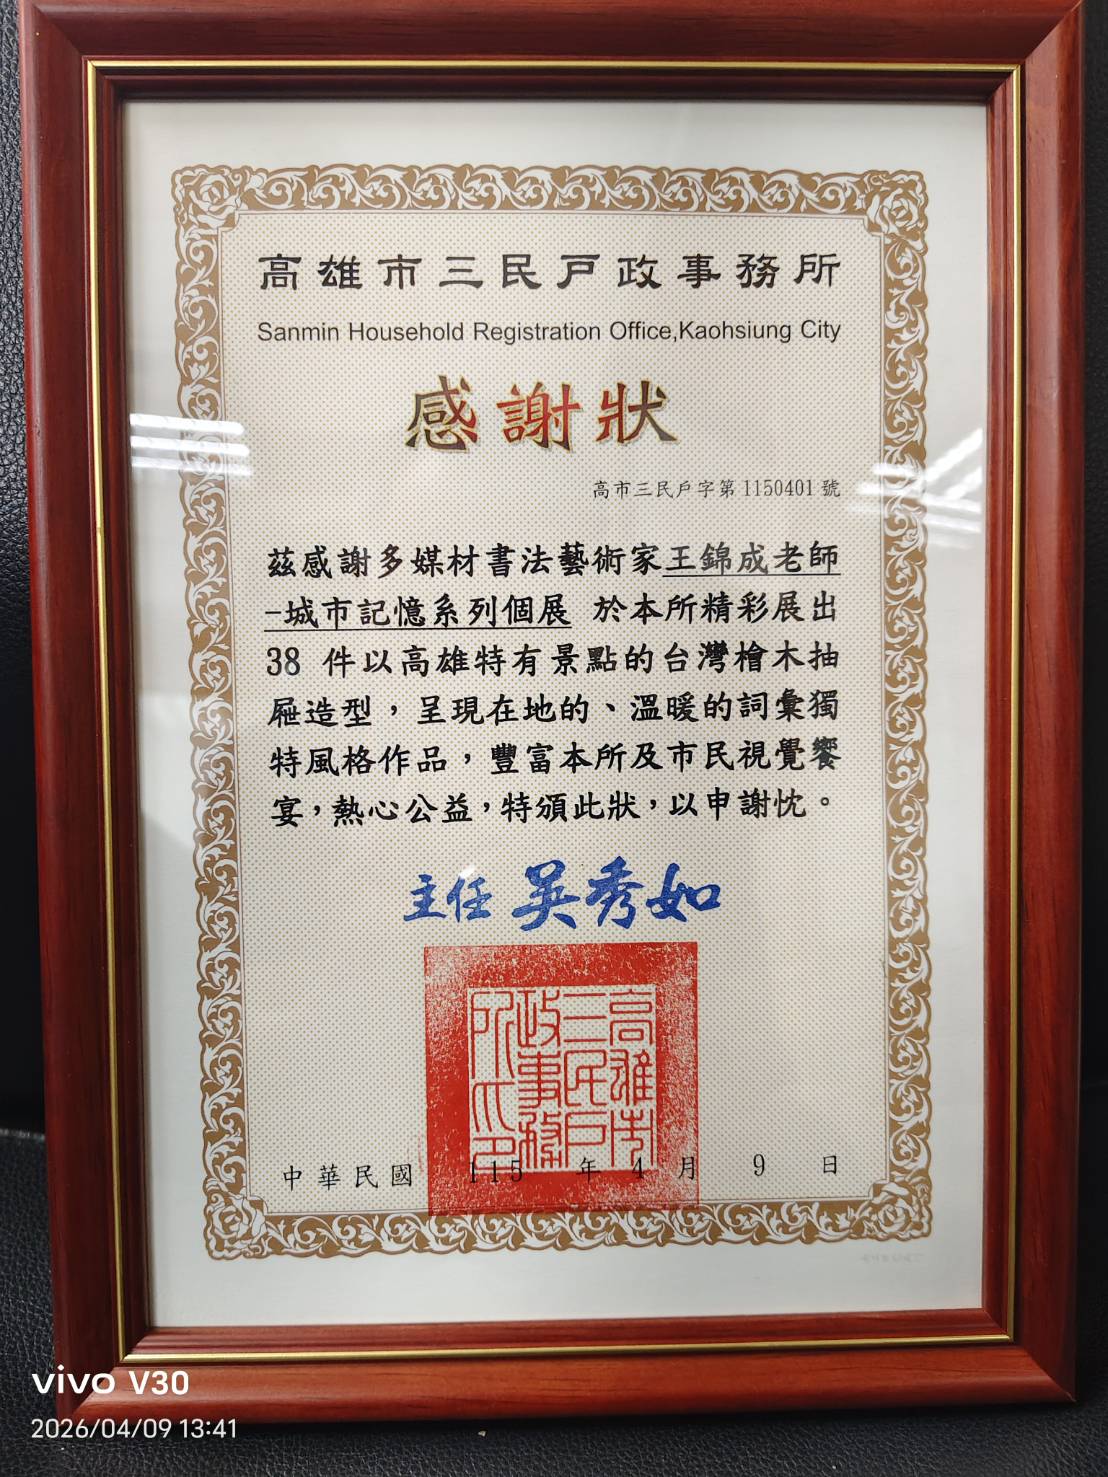 高雄市三民戶政事務所
Sanmin Household Registration Office,Kaohsiung City
感謝狀
高市三民戶字第1150401號
茲感謝多媒材書法藝術家王錦成老師
-城市記憶系列個展 於本所精彩展出
38 件以高雄特有景點的台灣檜木抽
屜造型，呈現在地的、溫暖的詞彙獨
特風格作品，豐富本所及市民視覺饗
宴，熱心公益，特頒此狀，以申謝忱。
主任 吳秀如
高雄市
三民戶
政事務
所印
中華民國 115 年 4 月 9 日
vivo V30
2026/04/09 13:41